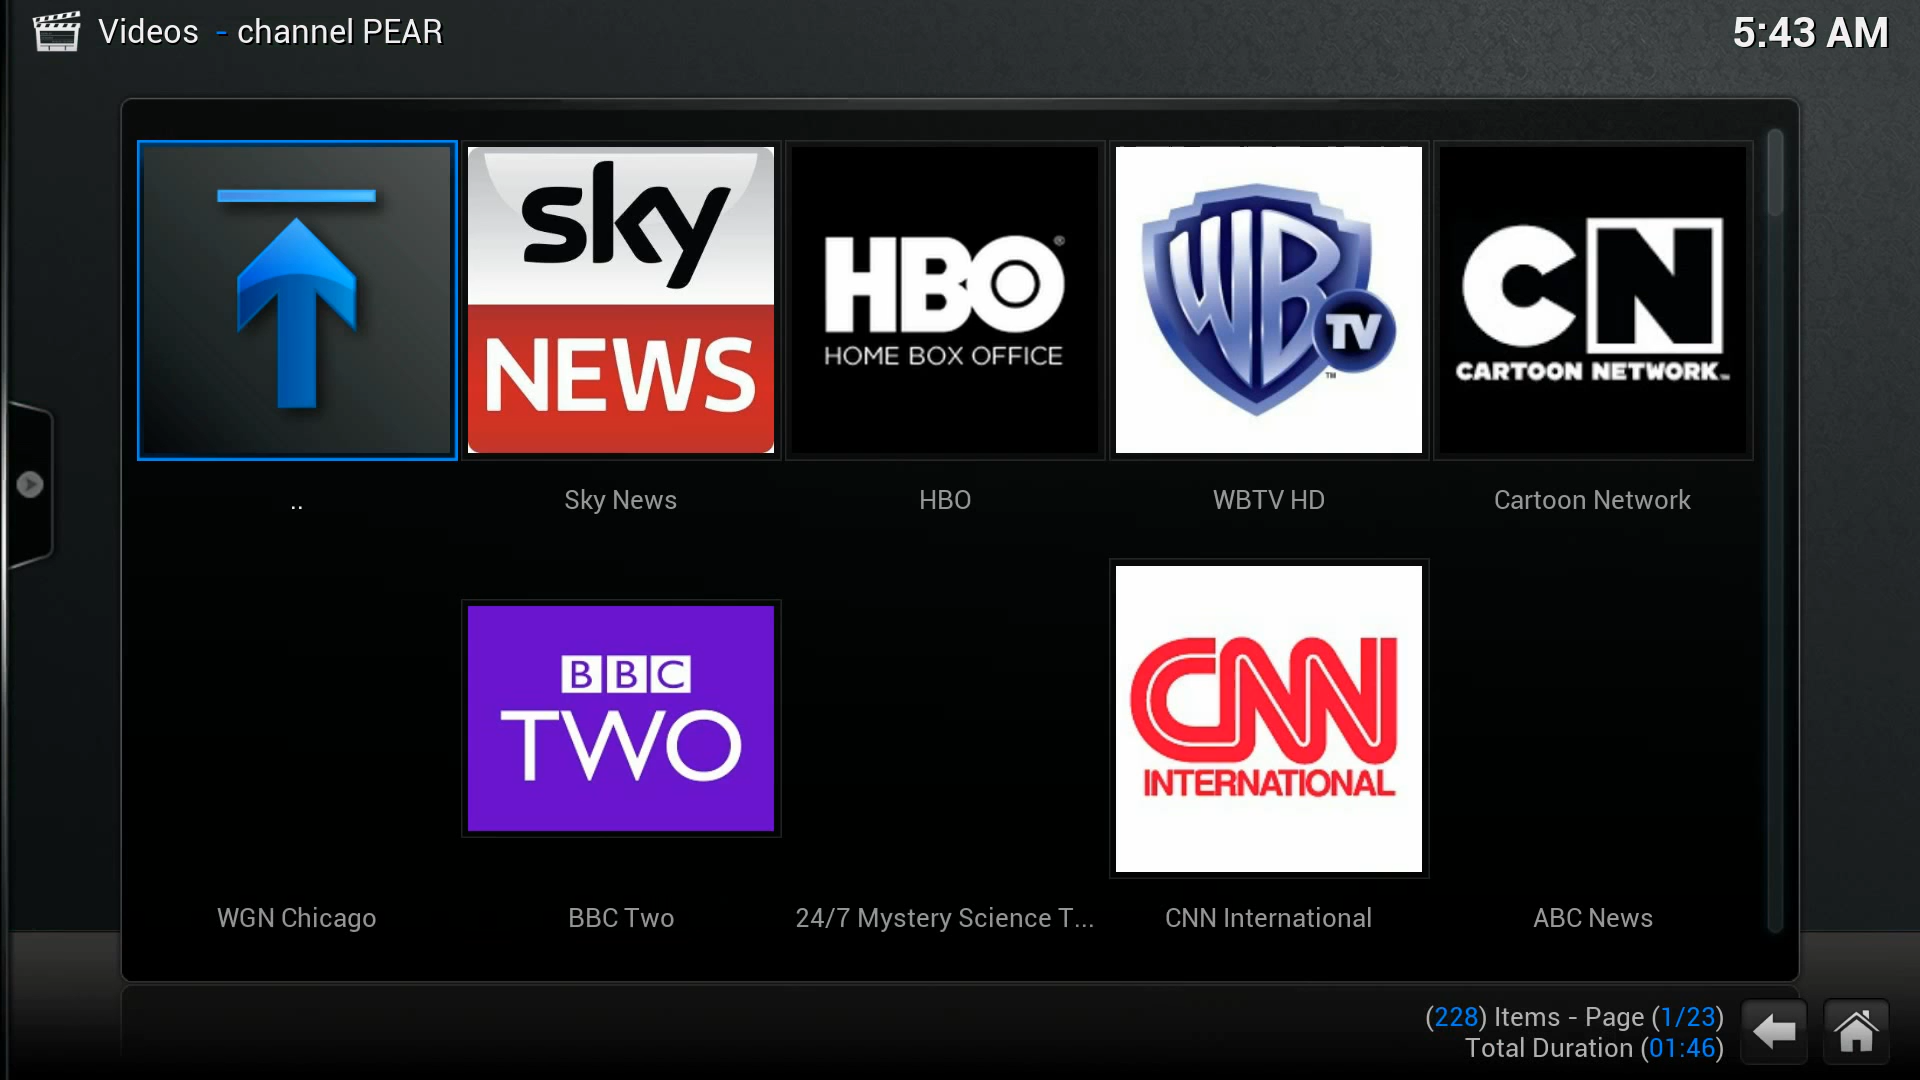 Videos - channel PEAR
5:43 AM
sky
NEWS
HBO®
HOME BOX OFFICE
WB
TV
TM
CN
CARTOON NETWORK™
..
Sky News
HBO
WBTV HD
Cartoon Network
BBC
TWO
CNN
INTERNATIONAL
WGN Chicago
BBC Two
24/7 Mystery Science T...
CNN International
ABC News
(228) Items - Page (1/23)
Total Duration (01:46)